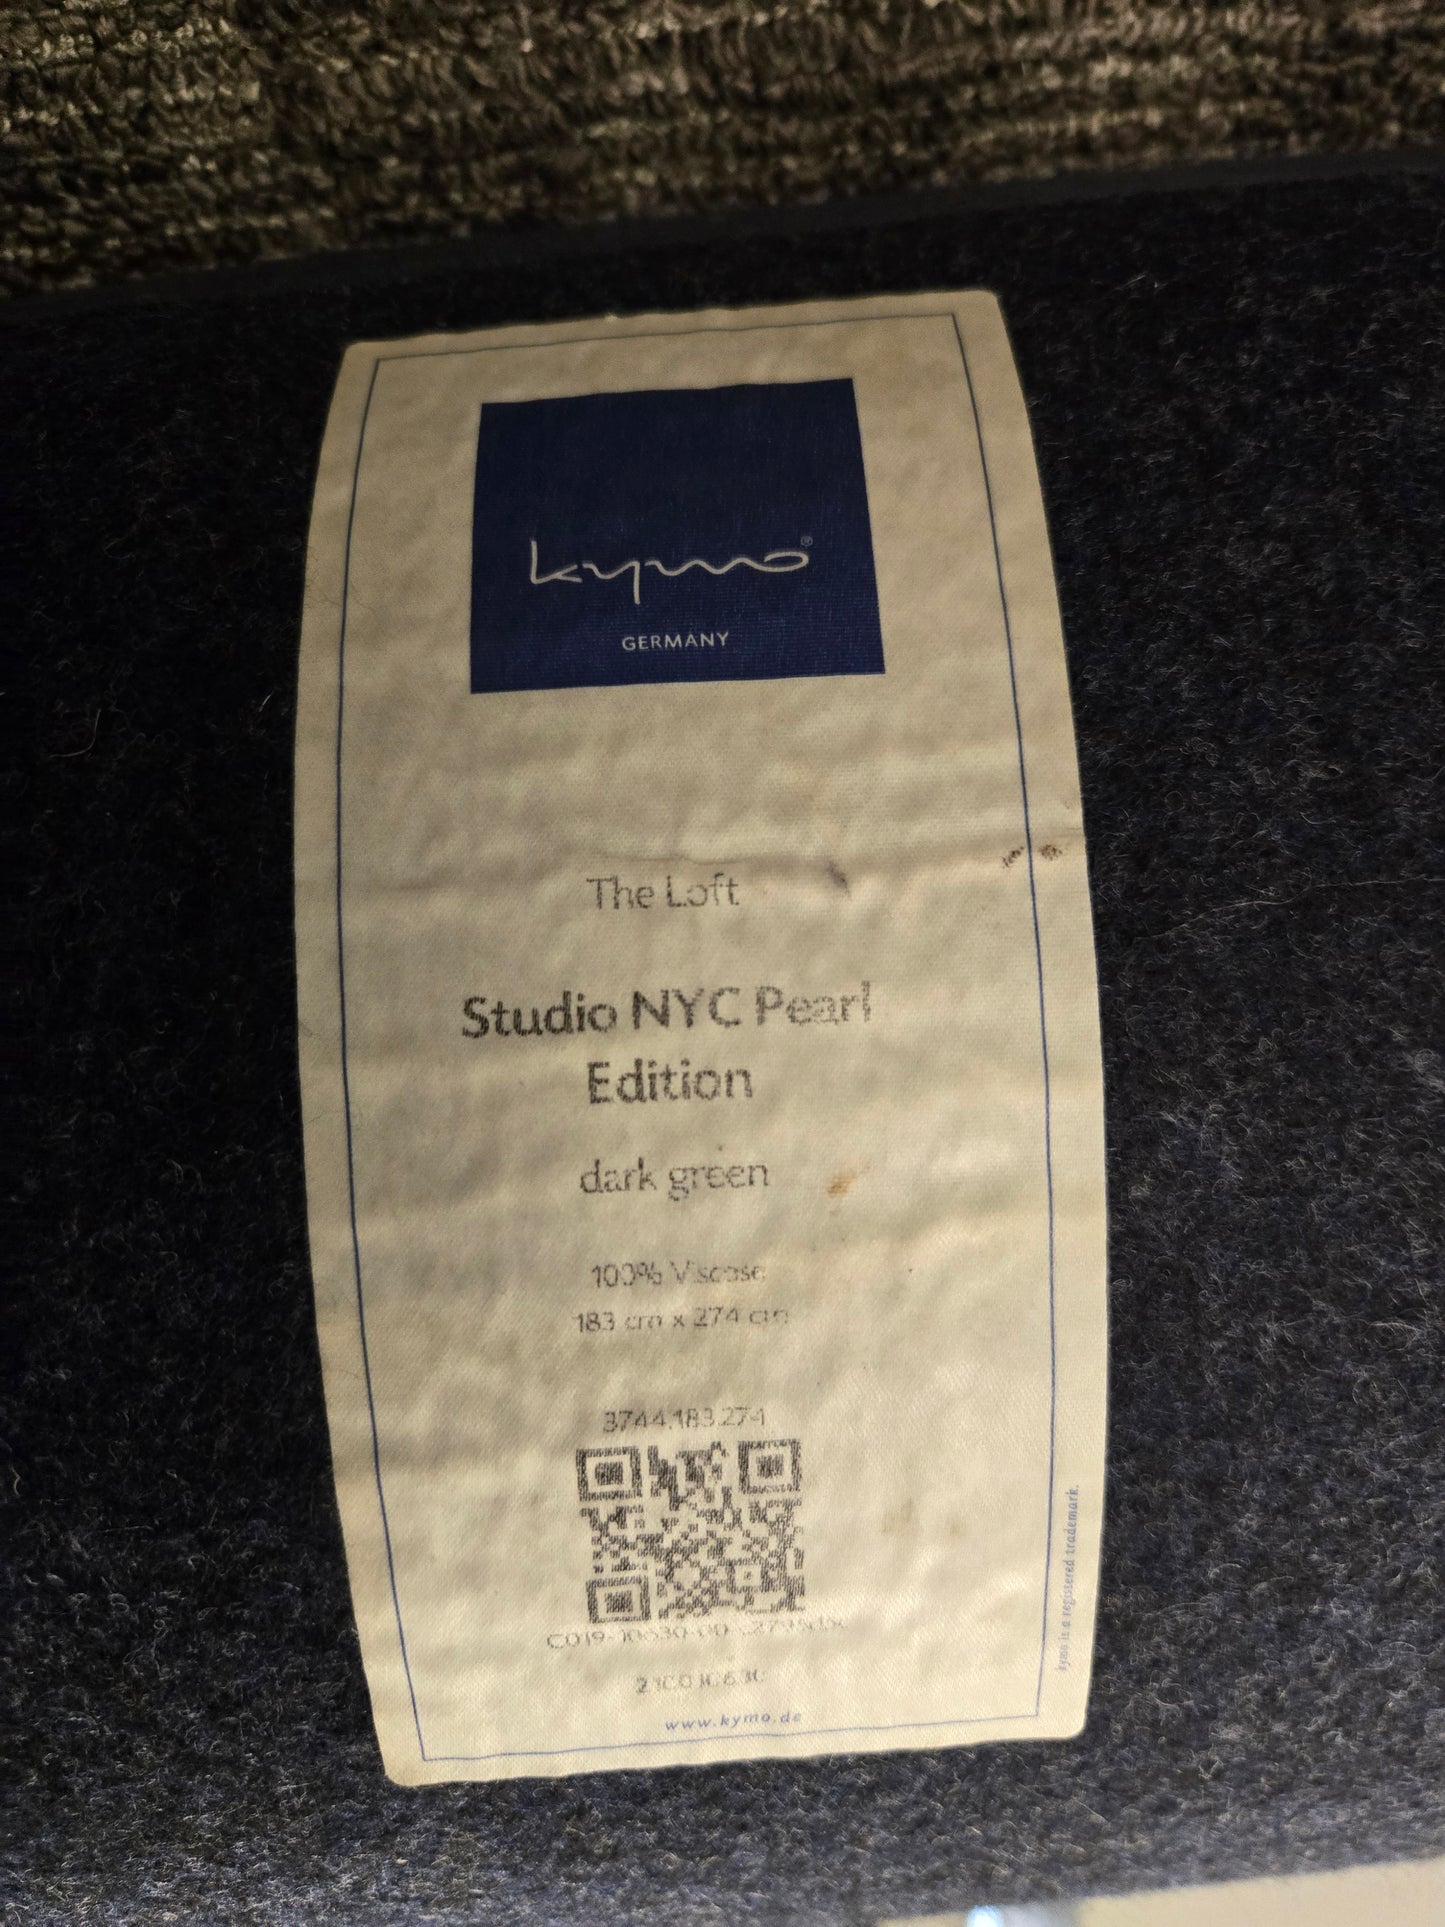 kymo®
GERMANY
The Loft
Studio NYC Pearl
Edition
dark green
100% Viscose
183 cm x 274 cm
3744.183.274
www.kymo.de
kymo is a registered trademark.